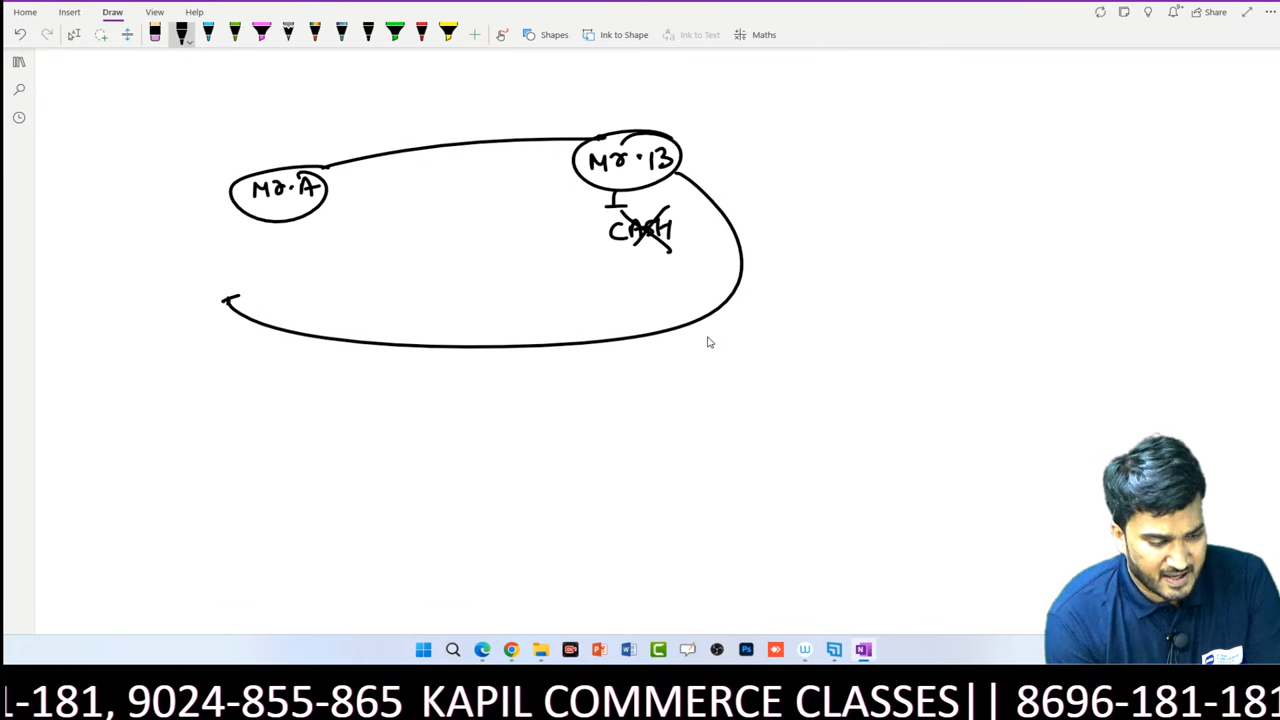 Home Insert Draw View Help Share
Shapes Ink to Shape Ink to Text Maths
Mr. B
Mr. A
CASH
1-181, 9024-855-865 KAPIL COMMERCE CLASSES|| 8696-181-181